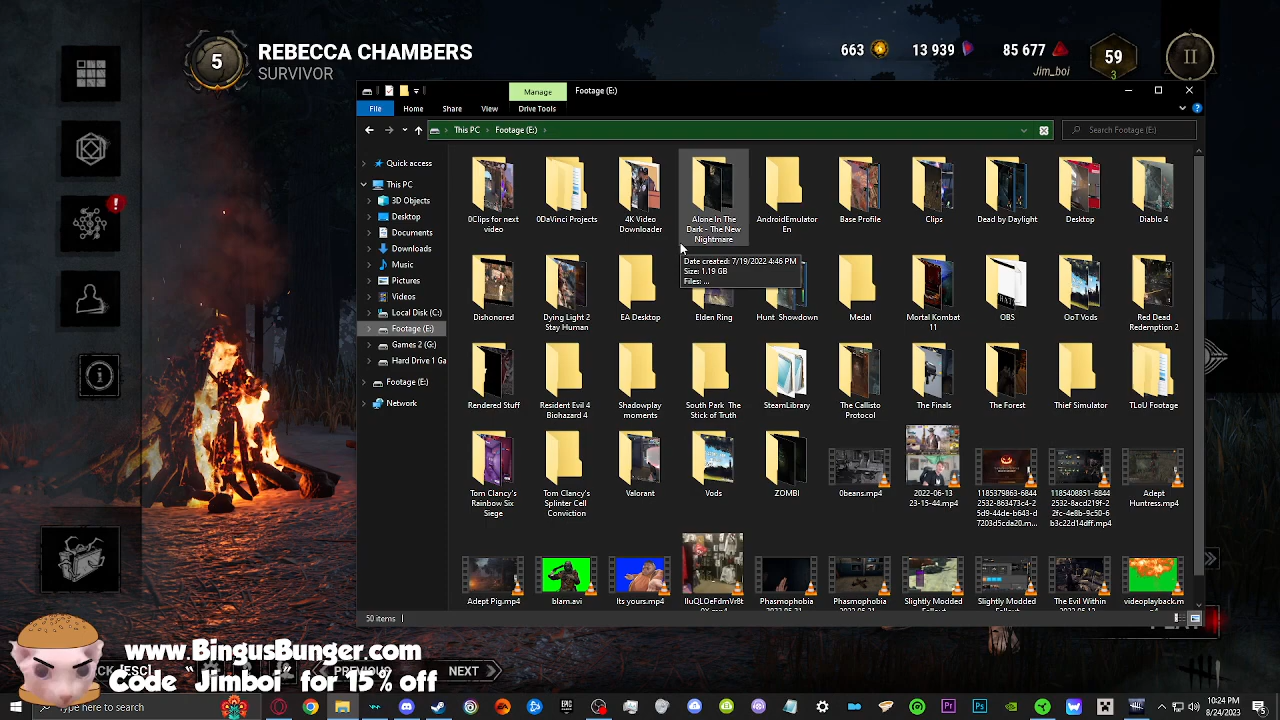 5
REBECCA CHAMBERS
SURVIVOR
663
13 939
85 677
Jim_boi
59
3
II
Manage
Footage (E:)
File
Home
Share
View
Drive Tools
This PC
Footage (E:)
Search Footage (E:)
Quick access
This PC
3D Objects
Desktop
Documents
Downloads
Music
Pictures
Videos
Local Disk (C:)
Footage (E:)
Games 2 (G:)
Hard Drive 1 Ga
Footage (E:)
Network
0Clips for next video
0DaVinci Projects
4K Video Downloader
Alone In The Dark - The New Nightmare
AndroidEmulator En
Base Profile
Clips
Dead by Daylight
Desktop
Diablo 4
Date created: 7/19/2022 4:46 PM
Size: 1.19 GB
Files: ...
Dishonored
Dying Light 2 Stay Human
EA Desktop
Elden Ring
Hunt Showdown
Medal
Mortal Kombat 11
OBS
OoT Vods
Red Dead Redemption 2
Rendered Stuff
Resident Evil 4 Biohazard 4
Shadowplay moments
South Park The Stick of Truth
SteamLibrary
The Callisto Protocol
The Finals
The Forest
Thief Simulator
TLoU Footage
Tom Clancy's Rainbow Six Siege
Tom Clancy's Splinter Cell Conviction
Valorant
Vods
ZOMBI
0beans.mp4
2022-06-13 23-15-44.mp4
Adept Huntress.mp4
Adept Pig.mp4
blam.avi
Its yours.mp4
Phasmophobia
Phasmophobia
Slightly Modded
Slightly Modded
The Evil Within
videoplayback.m
50 items
www.BingusBunger.com
Code "Jimboi" for 15% off
[ESC]
PREVIOUS
NEXT
Type here to search
10:24 PM
8/24/2023